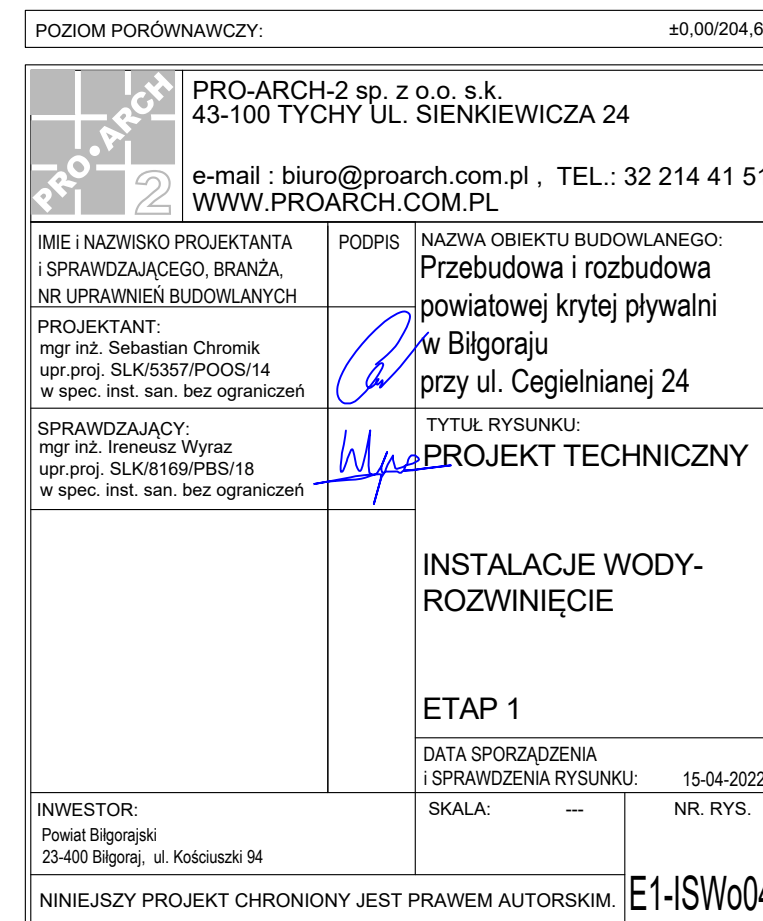 POZIOM PORÓWNAWCZY: ±0,00/204,6
PRO•ARCH
2
PRO-ARCH-2 sp. z o.o. s.k.
43-100 TYCHY UL. SIENKIEWICZA 24
e-mail : biuro@proarch.com.pl , TEL.: 32 214 41 51
WWW.PROARCH.COM.PL
IMIE i NAZWISKO PROJEKTANTA
i SPRAWDZAJĄCEGO, BRANŻA,
NR UPRAWNIEŃ BUDOWLANYCH
PODPIS
NAZWA OBIEKTU BUDOWLANEGO:
Przebudowa i rozbudowa
powiatowej krytej pływalni
w Biłgoraju
przy ul. Cegielnianej 24
PROJEKTANT:
mgr inż. Sebastian Chromik
upr.proj. SLK/5357/POOS/14
w spec. inst. san. bez ograniczeń
SPRAWDZAJĄCY:
mgr inż. Ireneusz Wyraz
upr.proj. SLK/8169/PBS/18
w spec. inst. san. bez ograniczeń
TYTUŁ RYSUNKU:
PROJEKT TECHNICZNY
INSTALACJE WODY-
ROZWINIĘCIE
ETAP 1
DATA SPORZĄDZENIA
i SPRAWDZENIA RYSUNKU: 15-04-2022
INWESTOR:
Powiat Biłgorajski
23-400 Biłgoraj, ul. Kościuszki 94
SKALA: ---
NR. RYS.
E1-ISWo04
NINIEJSZY PROJEKT CHRONIONY JEST PRAWEM AUTORSKIM.